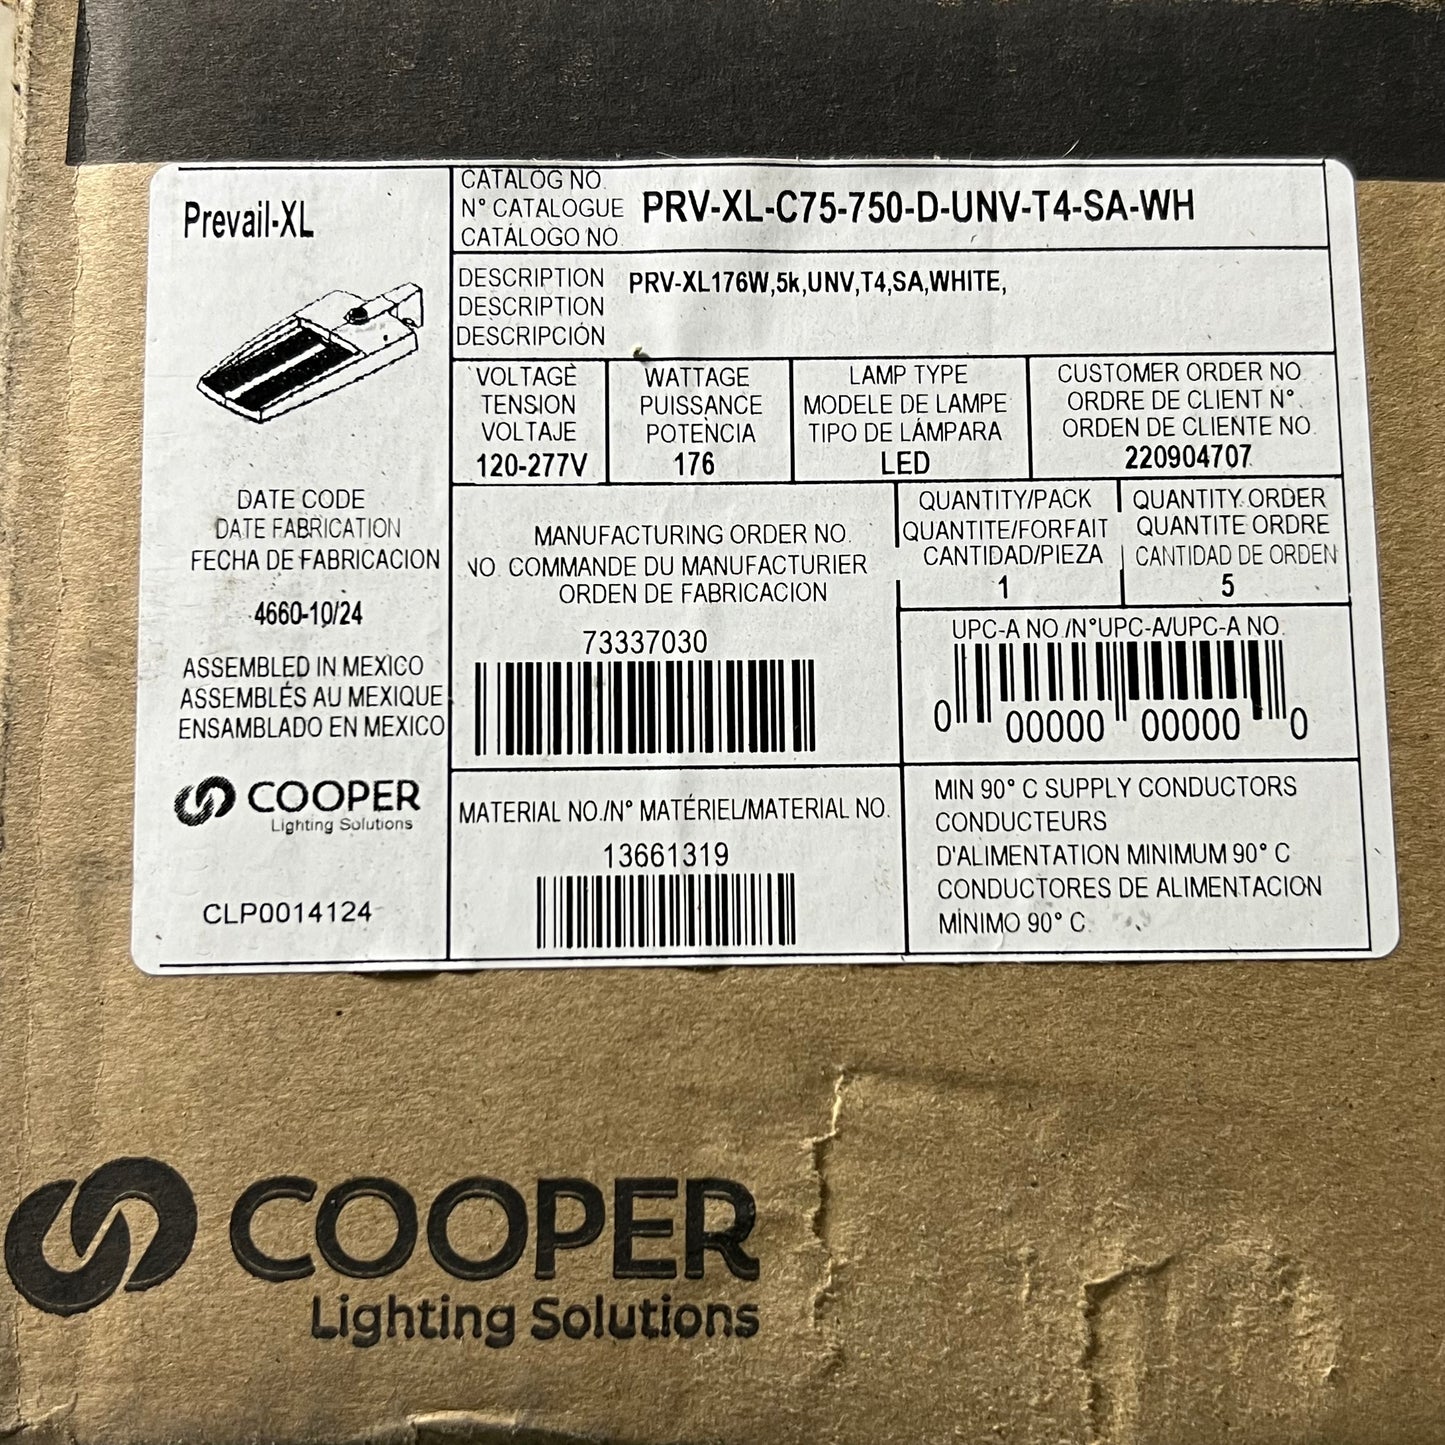 Prevail-XL
CATALOG NO.
N° CATALOGUE
CATÁLOGO NO.
PRV-XL-C75-750-D-UNV-T4-SA-WH
DESCRIPTION
DESCRIPTION
DESCRIPCIÓN
PRV-XL176W,5k,UNV,T4,SA,WHITE,
VOLTAGE
TENSION
VOLTAJE
120-277V
WATTAGE
PUISSANCE
POTENCIA
176
LAMP TYPE
MODELE DE LAMPE
TIPO DE LÁMPARA
LED
CUSTOMER ORDER NO.
ORDRE DE CLIENT N°
ORDEN DE CLIENTE NO.
220904707
DATE CODE
DATE FABRICATION
FECHA DE FABRICACION
4660-10/24
ASSEMBLED IN MEXICO
ASSEMBLÉS AU MEXIQUE
ENSAMBLADO EN MEXICO
COOPER
Lighting Solutions
CLP0014124
MANUFACTURING ORDER NO.
NO. COMMANDE DU MANUFACTURIER
ORDEN DE FABRICACION
73337030
QUANTITY/PACK
QUANTITE/FORFAIT
CANTIDAD/PIEZA
1
QUANTITY ORDER
QUANTITE ORDRE
CANTIDAD DE ORDEN
5
UPC-A NO./N°UPC-A/UPC-A NO.
0 00000 00000 0
MATERIAL NO./N° MATÉRIEL/MATERIAL NO.
13661319
MIN 90° C SUPPLY CONDUCTORS
CONDUCTEURS
D'ALIMENTATION MINIMUM 90° C
CONDUCTORES DE ALIMENTACION
MÍNIMO 90° C.
COOPER
Lighting Solutions